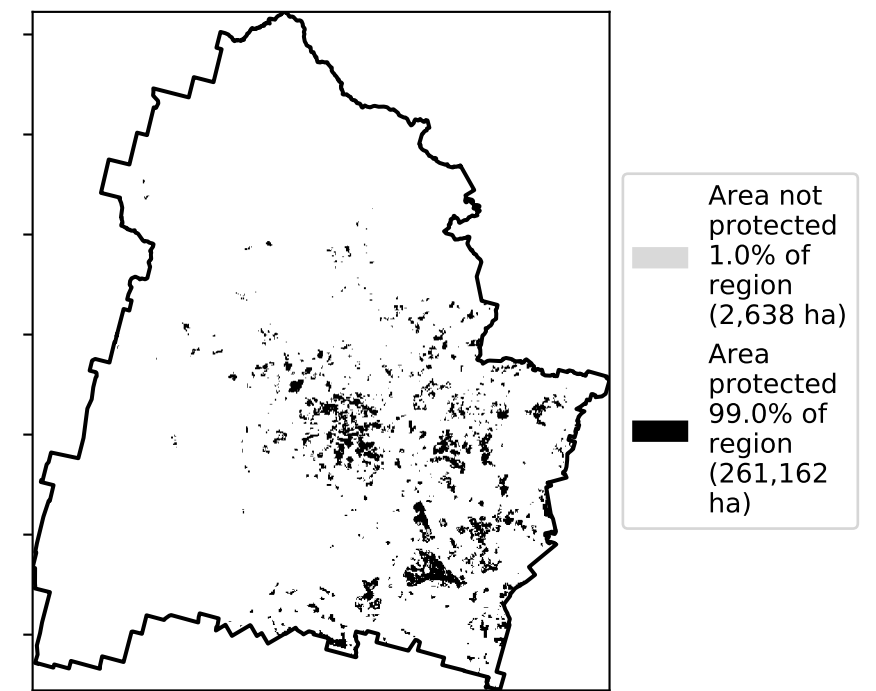 Area not
protected
1.0% of
region
(2,638 ha)
Area
protected
99.0% of
region
(261,162
ha)